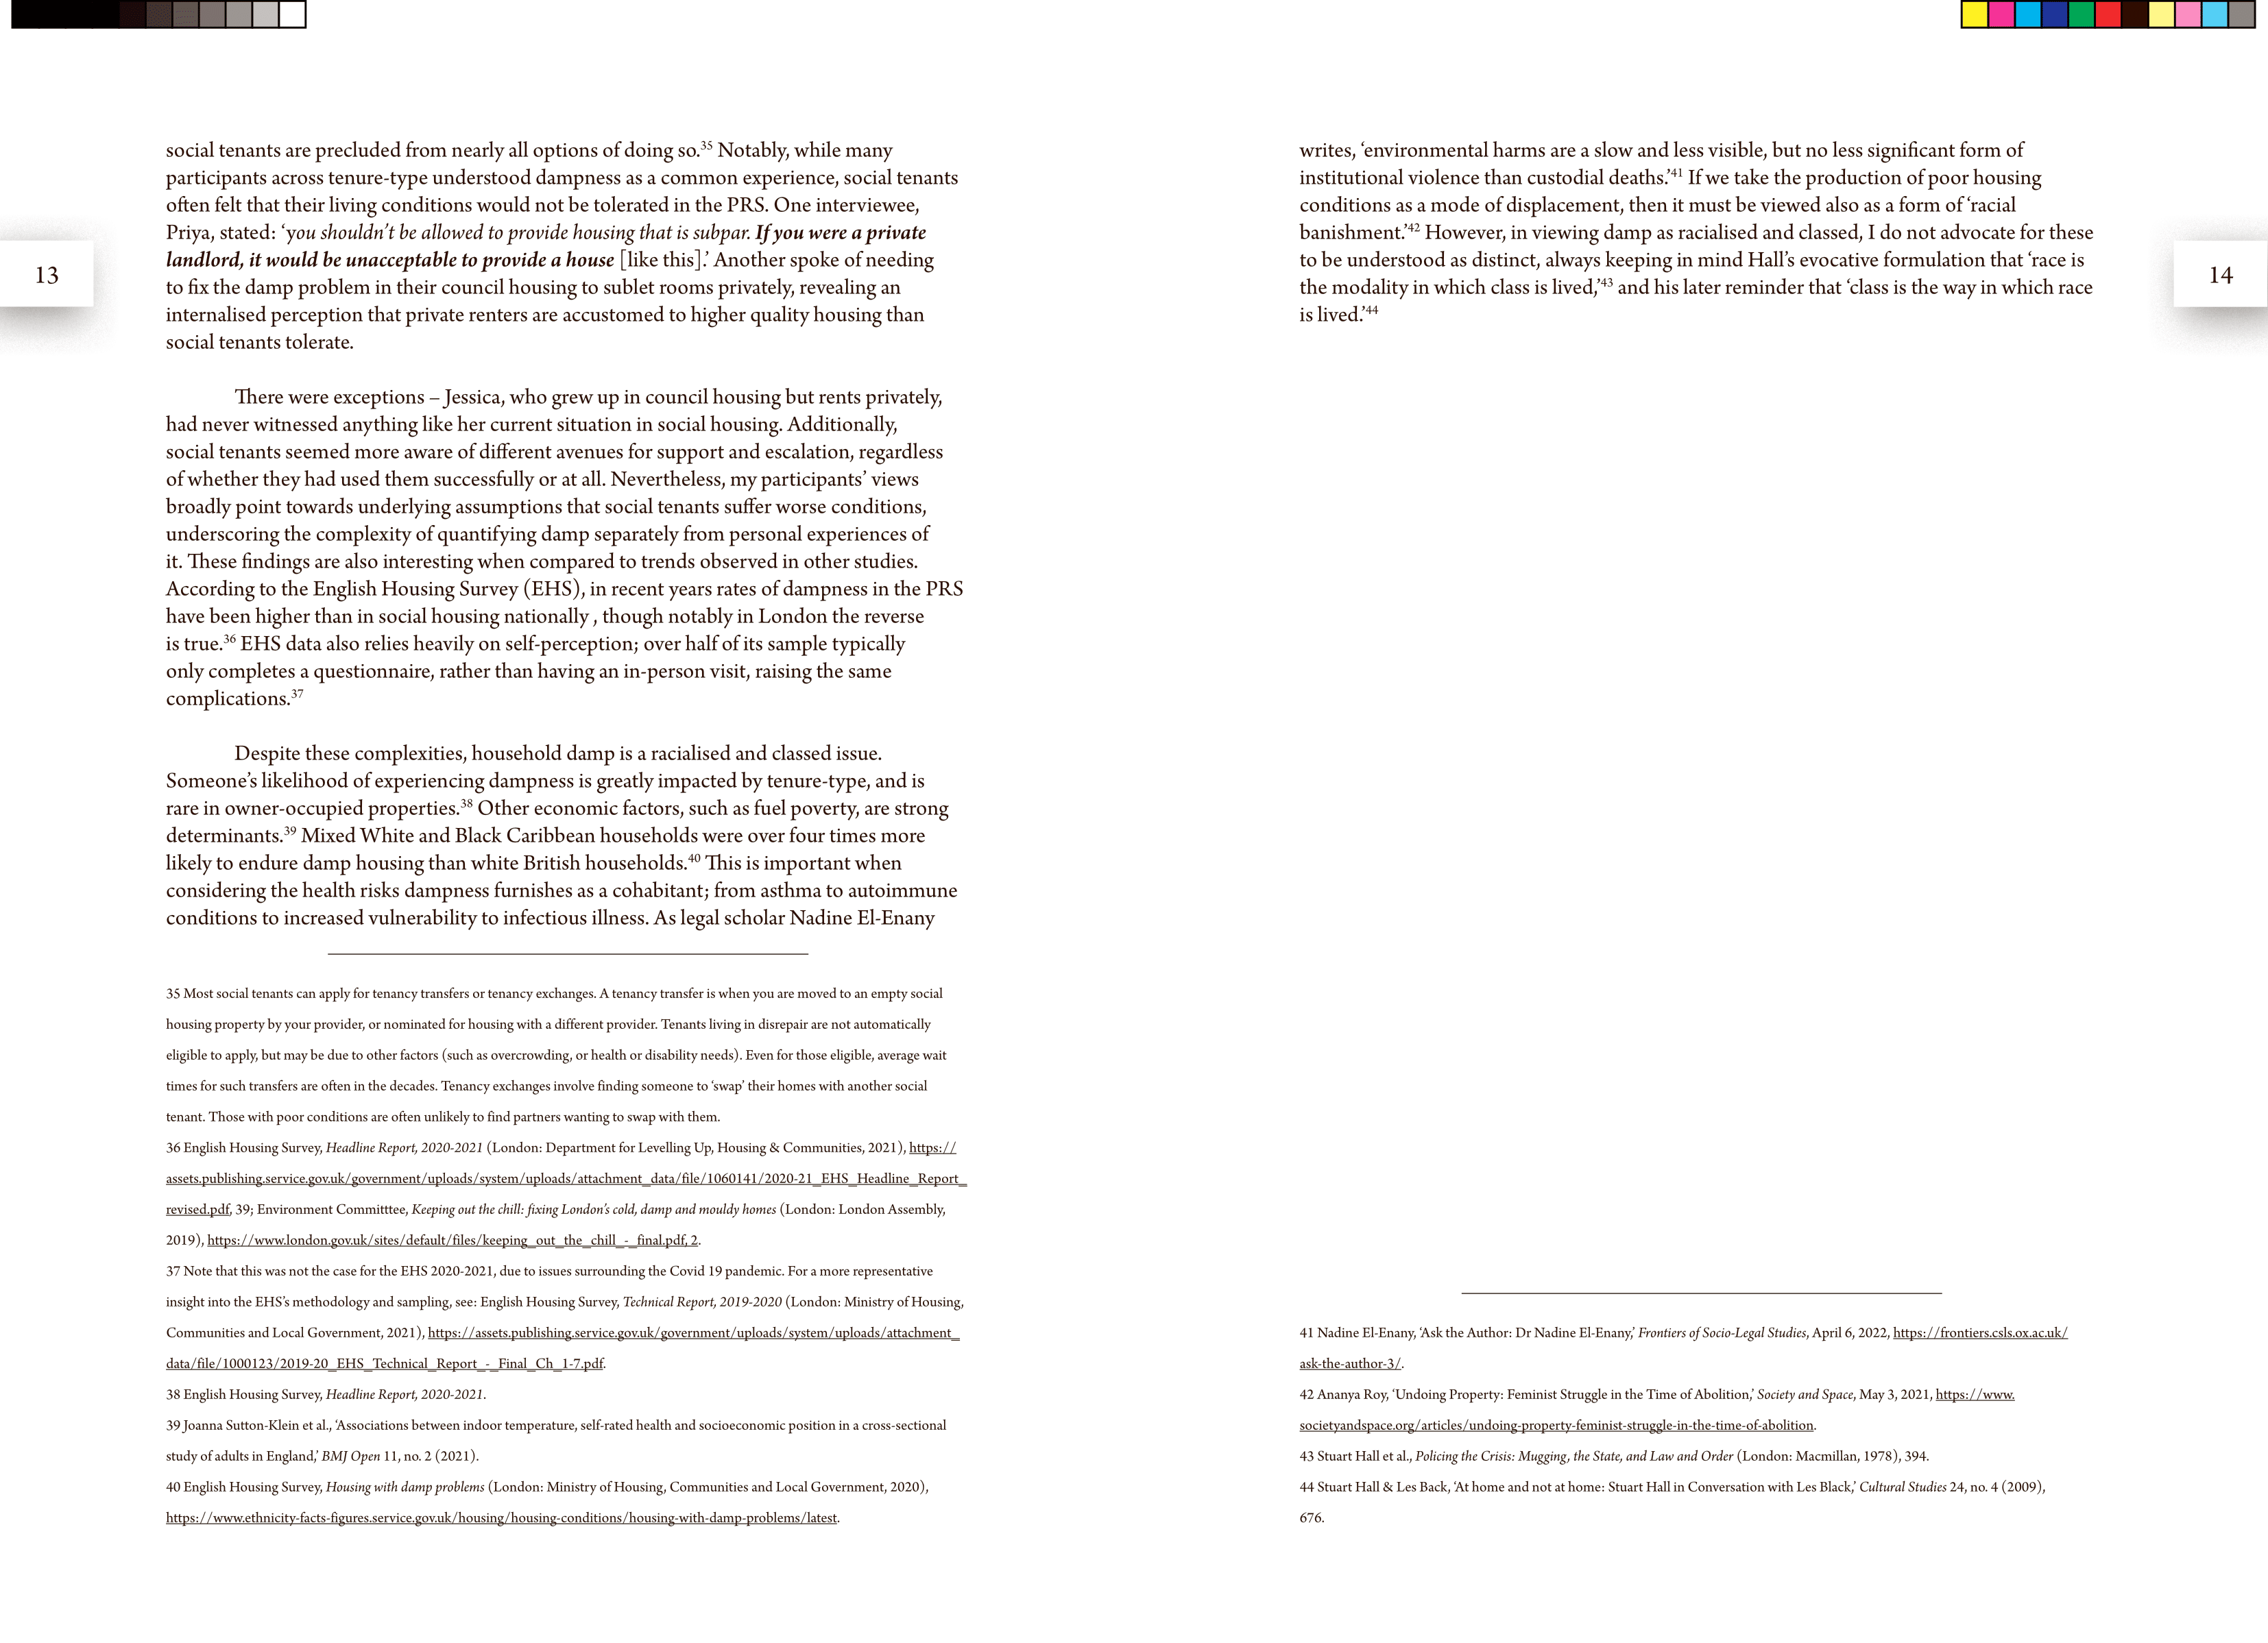 13
social tenants are precluded from nearly all options of doing so.35 Notably, while many
participants across tenure-type understood dampness as a common experience, social tenants
often felt that their living conditions would not be tolerated in the PRS. One interviewee,
Priya, stated: ‘you shouldn’t be allowed to provide housing that is subpar. If you were a private
landlord, it would be unacceptable to provide a house [like this].’ Another spoke of needing
to fix the damp problem in their council housing to sublet rooms privately, revealing an
internalised perception that private renters are accustomed to higher quality housing than
social tenants tolerate.
There were exceptions – Jessica, who grew up in council housing but rents privately,
had never witnessed anything like her current situation in social housing. Additionally,
social tenants seemed more aware of different avenues for support and escalation, regardless
of whether they had used them successfully or at all. Nevertheless, my participants’ views
broadly point towards underlying assumptions that social tenants suffer worse conditions,
underscoring the complexity of quantifying damp separately from personal experiences of
it. These findings are also interesting when compared to trends observed in other studies.
According to the English Housing Survey (EHS), in recent years rates of dampness in the PRS
have been higher than in social housing nationally , though notably in London the reverse
is true.36 EHS data also relies heavily on self-perception; over half of its sample typically
only completes a questionnaire, rather than having an in-person visit, raising the same
complications.37
Despite these complexities, household damp is a racialised and classed issue.
Someone’s likelihood of experiencing dampness is greatly impacted by tenure-type, and is
rare in owner-occupied properties.38 Other economic factors, such as fuel poverty, are strong
determinants.39 Mixed White and Black Caribbean households were over four times more
likely to endure damp housing than white British households.40 This is important when
considering the health risks dampness furnishes as a cohabitant; from asthma to autoimmune
conditions to increased vulnerability to infectious illness. As legal scholar Nadine El-Enany
35 Most social tenants can apply for tenancy transfers or tenancy exchanges. A tenancy transfer is when you are moved to an empty social
housing property by your provider, or nominated for housing with a different provider. Tenants living in disrepair are not automatically
eligible to apply, but may be due to other factors (such as overcrowding, or health or disability needs). Even for those eligible, average wait
times for such transfers are often in the decades. Tenancy exchanges involve finding someone to ‘swap’ their homes with another social
tenant. Those with poor conditions are often unlikely to find partners wanting to swap with them.
36 English Housing Survey, Headline Report, 2020-2021 (London: Department for Levelling Up, Housing & Communities, 2021), https://
assets.publishing.service.gov.uk/government/uploads/system/uploads/attachment_data/file/1060141/2020-21_EHS_Headline_Report_
revised.pdf, 39; Environment Committtee, Keeping out the chill: fixing London’s cold, damp and mouldy homes (London: London Assembly,
2019), https://www.london.gov.uk/sites/default/files/keeping_out_the_chill_-_final.pdf, 2.
37 Note that this was not the case for the EHS 2020-2021, due to issues surrounding the Covid 19 pandemic. For a more representative
insight into the EHS’s methodology and sampling, see: English Housing Survey, Technical Report, 2019-2020 (London: Ministry of Housing,
Communities and Local Government, 2021), https://assets.publishing.service.gov.uk/government/uploads/system/uploads/attachment_
data/file/1000123/2019-20_EHS_Technical_Report_-_Final_Ch_1-7.pdf.
38 English Housing Survey, Headline Report, 2020-2021.
39 Joanna Sutton-Klein et al., ‘Associations between indoor temperature, self-rated health and socioeconomic position in a cross-sectional
study of adults in England,’ BMJ Open 11, no. 2 (2021).
40 English Housing Survey, Housing with damp problems (London: Ministry of Housing, Communities and Local Government, 2020),
https://www.ethnicity-facts-figures.service.gov.uk/housing/housing-conditions/housing-with-damp-problems/latest.
writes, ‘environmental harms are a slow and less visible, but no less significant form of
institutional violence than custodial deaths.’41 If we take the production of poor housing
conditions as a mode of displacement, then it must be viewed also as a form of ‘racial
banishment.’42 However, in viewing damp as racialised and classed, I do not advocate for these
to be understood as distinct, always keeping in mind Hall’s evocative formulation that ‘race is
the modality in which class is lived,’43 and his later reminder that ‘class is the way in which race
is lived.’44
14
41 Nadine El-Enany, ‘Ask the Author: Dr Nadine El-Enany,’ Frontiers of Socio-Legal Studies, April 6, 2022, https://frontiers.csls.ox.ac.uk/
ask-the-author-3/.
42 Ananya Roy, ‘Undoing Property: Feminist Struggle in the Time of Abolition,’ Society and Space, May 3, 2021, https://www.
societyandspace.org/articles/undoing-property-feminist-struggle-in-the-time-of-abolition.
43 Stuart Hall et al., Policing the Crisis: Mugging, the State, and Law and Order (London: Macmillan, 1978), 394.
44 Stuart Hall & Les Back, ‘At home and not at home: Stuart Hall in Conversation with Les Black,’ Cultural Studies 24, no. 4 (2009),
676.